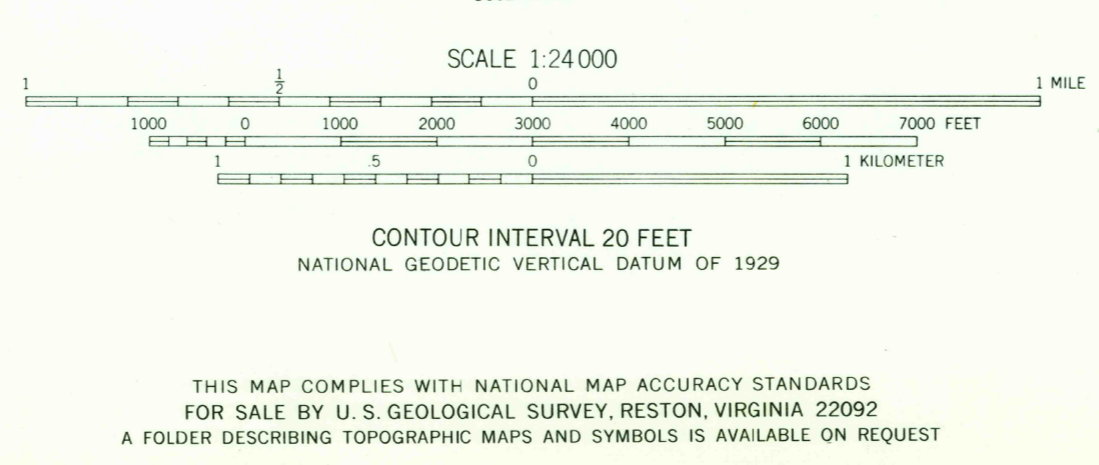 SCALE 1:24 000
1 1/2 0 1 MILE
1000 0 1000 2000 3000 4000 5000 6000 7000 FEET
1 .5 0 1 KILOMETER
CONTOUR INTERVAL 20 FEET
NATIONAL GEODETIC VERTICAL DATUM OF 1929
THIS MAP COMPLIES WITH NATIONAL MAP ACCURACY STANDARDS
FOR SALE BY U. S. GEOLOGICAL SURVEY, RESTON, VIRGINIA 22092
A FOLDER DESCRIBING TOPOGRAPHIC MAPS AND SYMBOLS IS AVAILABLE ON REQUEST